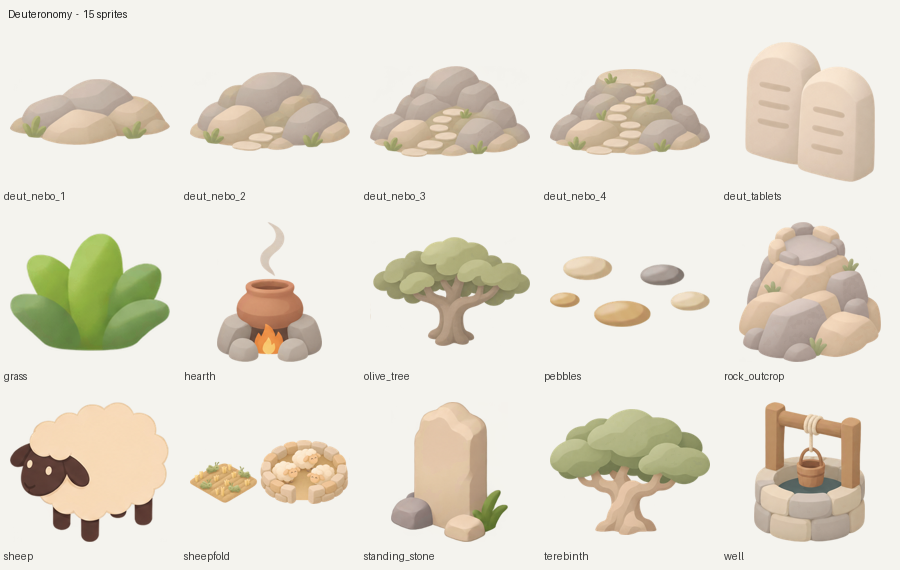 Deuteronomy - 15 sprites
deut_nebo_1
deut_nebo_2
deut_nebo_3
deut_nebo_4
deut_tablets
grass
hearth
olive_tree
pebbles
rock_outcrop
sheep
sheepfold
standing_stone
terebinth
well